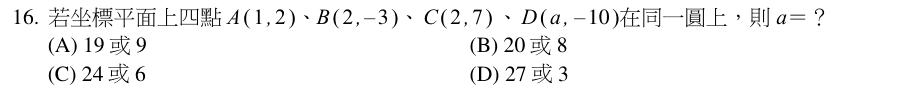 16. 若坐標平面上四點 A(1,2)、B(2,−3)、C(2,7)、D(a,−10)在同一圓上，則 a=？
(A) 19 或 9 (B) 20 或 8
(C) 24 或 6 (D) 27 或 3